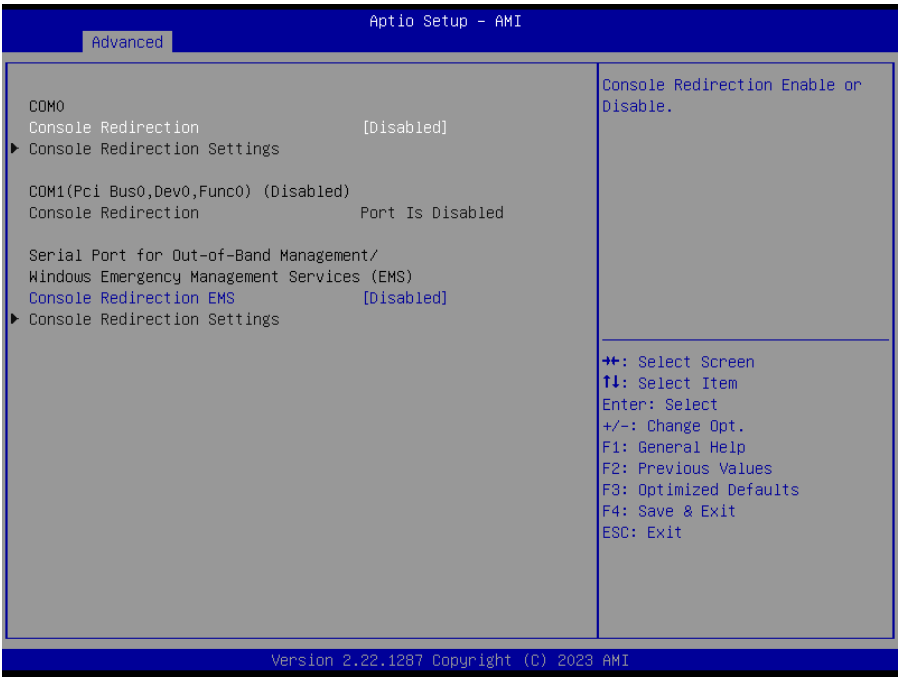 Aptio Setup – AMI
Advanced
COM0
Console Redirection [Disabled]
Console Redirection Settings
COM1(Pci Bus0,Dev0,Func0) (Disabled)
Console Redirection Port Is Disabled
Serial Port for Out-of-Band Management/
Windows Emergency Management Services (EMS)
Console Redirection EMS [Disabled]
Console Redirection Settings
Console Redirection Enable or
Disable.
→←: Select Screen
↑↓: Select Item
Enter: Select
+/-: Change Opt.
F1: General Help
F2: Previous Values
F3: Optimized Defaults
F4: Save & Exit
ESC: Exit
Version 2.22.1287 Copyright (C) 2023 AMI